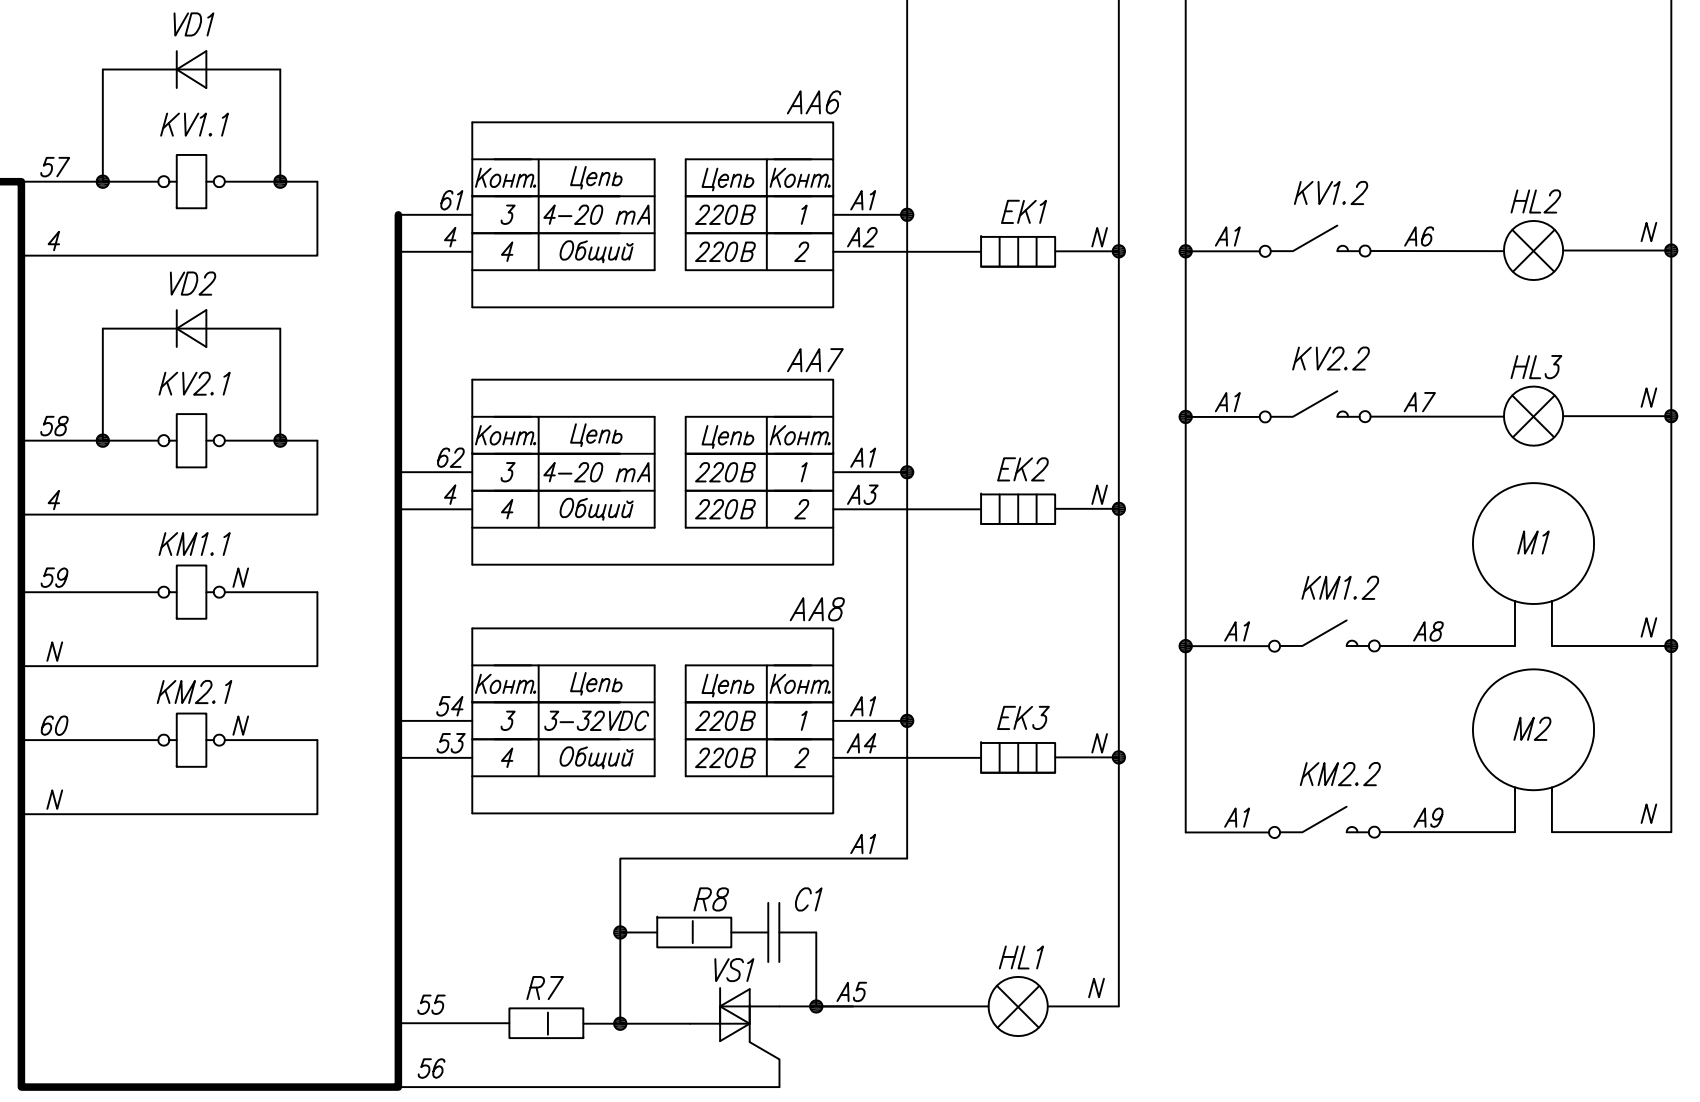 VD1
KV1.1
57
4
VD2
KV2.1
58
4
KM1.1
59
N
N
KM2.1
60
N
N
AA6
Конт. Цепь Цепь Конт.
61 3 4-20 mA 220В 1 A1
4 4 Общий 220В 2 A2
EK1
N
AA7
Конт. Цепь Цепь Конт.
62 3 4-20 mA 220В 1 A1
4 4 Общий 220В 2 A3
EK2
N
AA8
Конт. Цепь Цепь Конт.
54 3 3-32VDC 220В 1 A1
53 4 Общий 220В 2 A4
EK3
N
A1
R8 C1
VS1
R7
55
A5
HL1
N
56
KV1.2 HL2
A1 A6 N
KV2.2 HL3
A1 A7 N
M1
KM1.2
A1 A8 N
M2
KM2.2
A1 A9 N